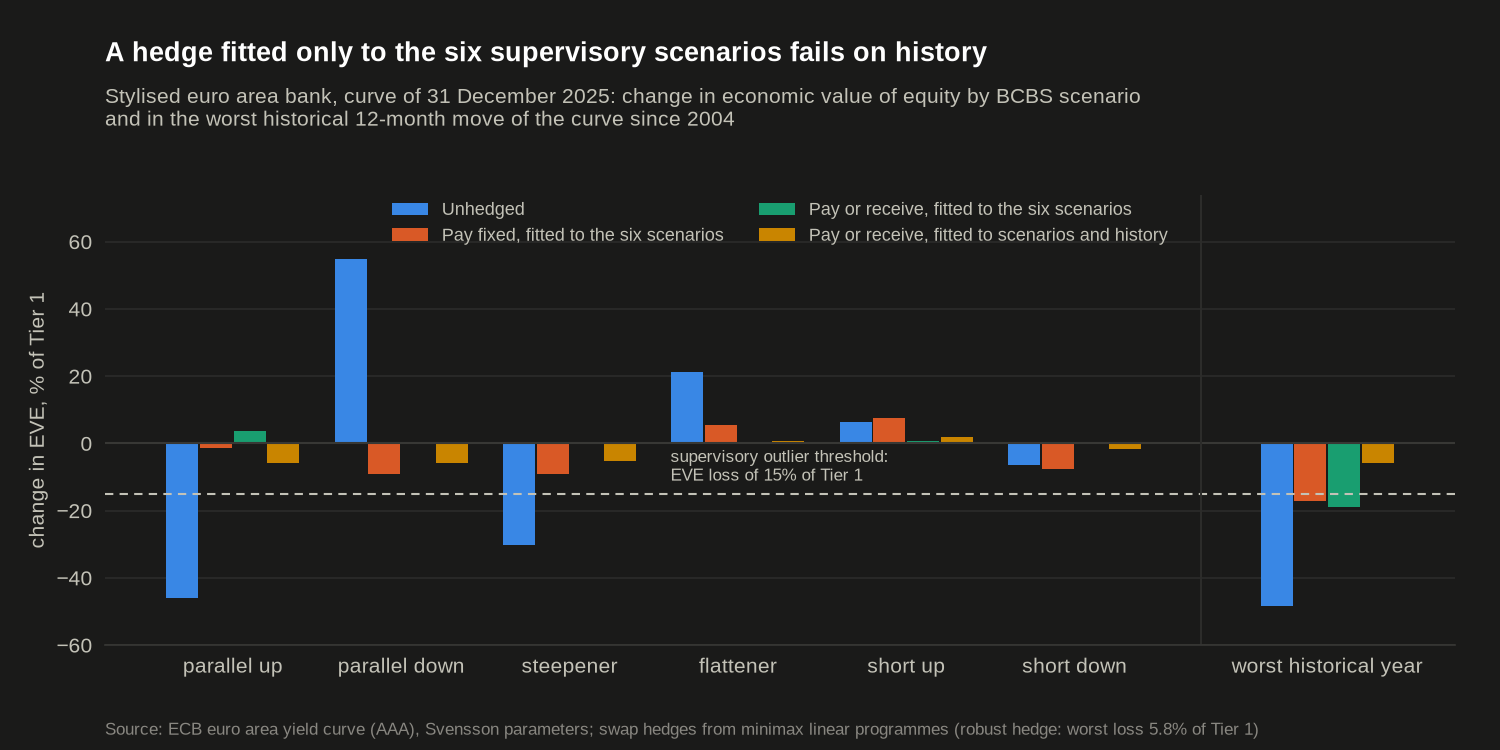 A hedge fitted only to the six supervisory scenarios fails on history
Stylised euro area bank, curve of 31 December 2025: change in economic value of equity by BCBS scenario
and in the worst historical 12-month move of the curve since 2004
Unhedged
Pay fixed, fitted to the six scenarios
Pay or receive, fitted to the six scenarios
Pay or receive, fitted to scenarios and history
change in EVE, % of Tier 1
60
40
20
0
−20
−40
−60
supervisory outlier threshold:
EVE loss of 15% of Tier 1
parallel up
parallel down
steepener
flattener
short up
short down
worst historical year
Source: ECB euro area yield curve (AAA), Svensson parameters; swap hedges from minimax linear programmes (robust hedge: worst loss 5.8% of Tier 1)